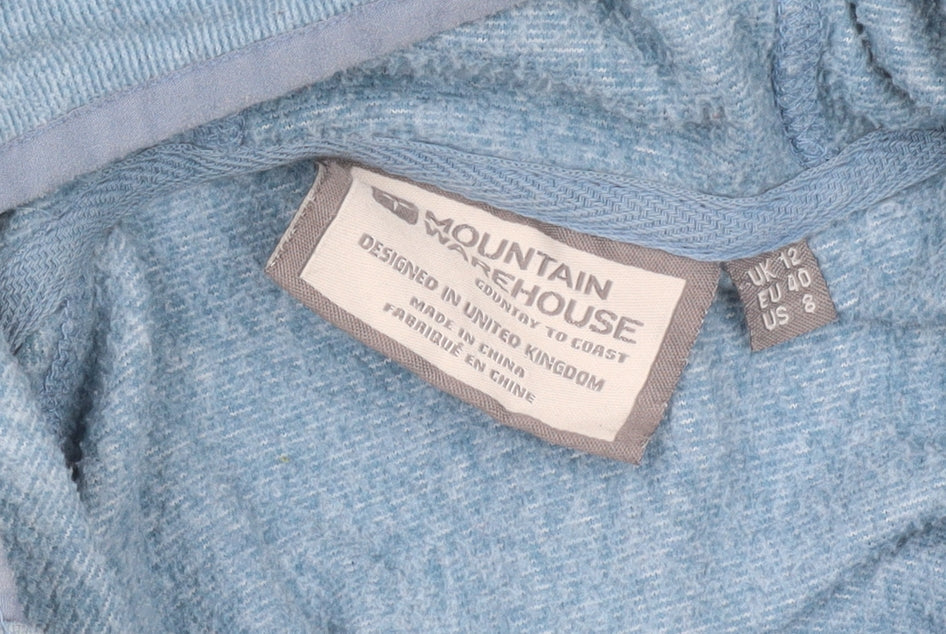 MOUNTAIN
WAREHOUSE
COUNTRY TO COAST
DESIGNED IN UNITED KINGDOM
MADE IN CHINA
FABRIQUÉ EN CHINE
UK 12
EU 40
US 8